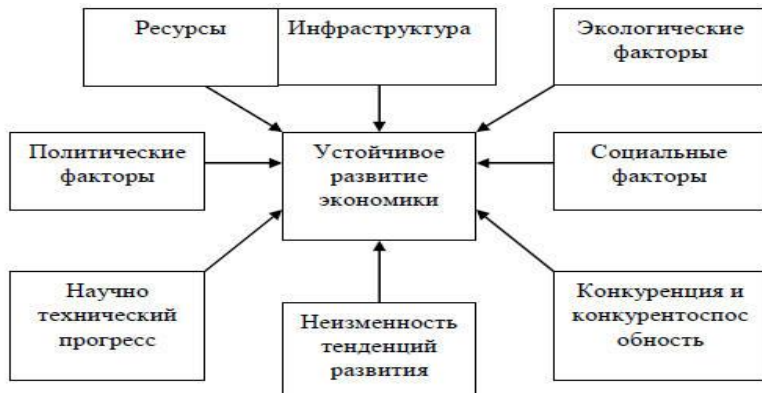 Ресурсы
Инфраструктура
Экологические
факторы
Политические
факторы
Устойчивое
развитие
экономики
Социальные
факторы
Научно
технический
прогресс
Неизменность
тенденций
развития
Конкуренция и
конкурентоспос
обность